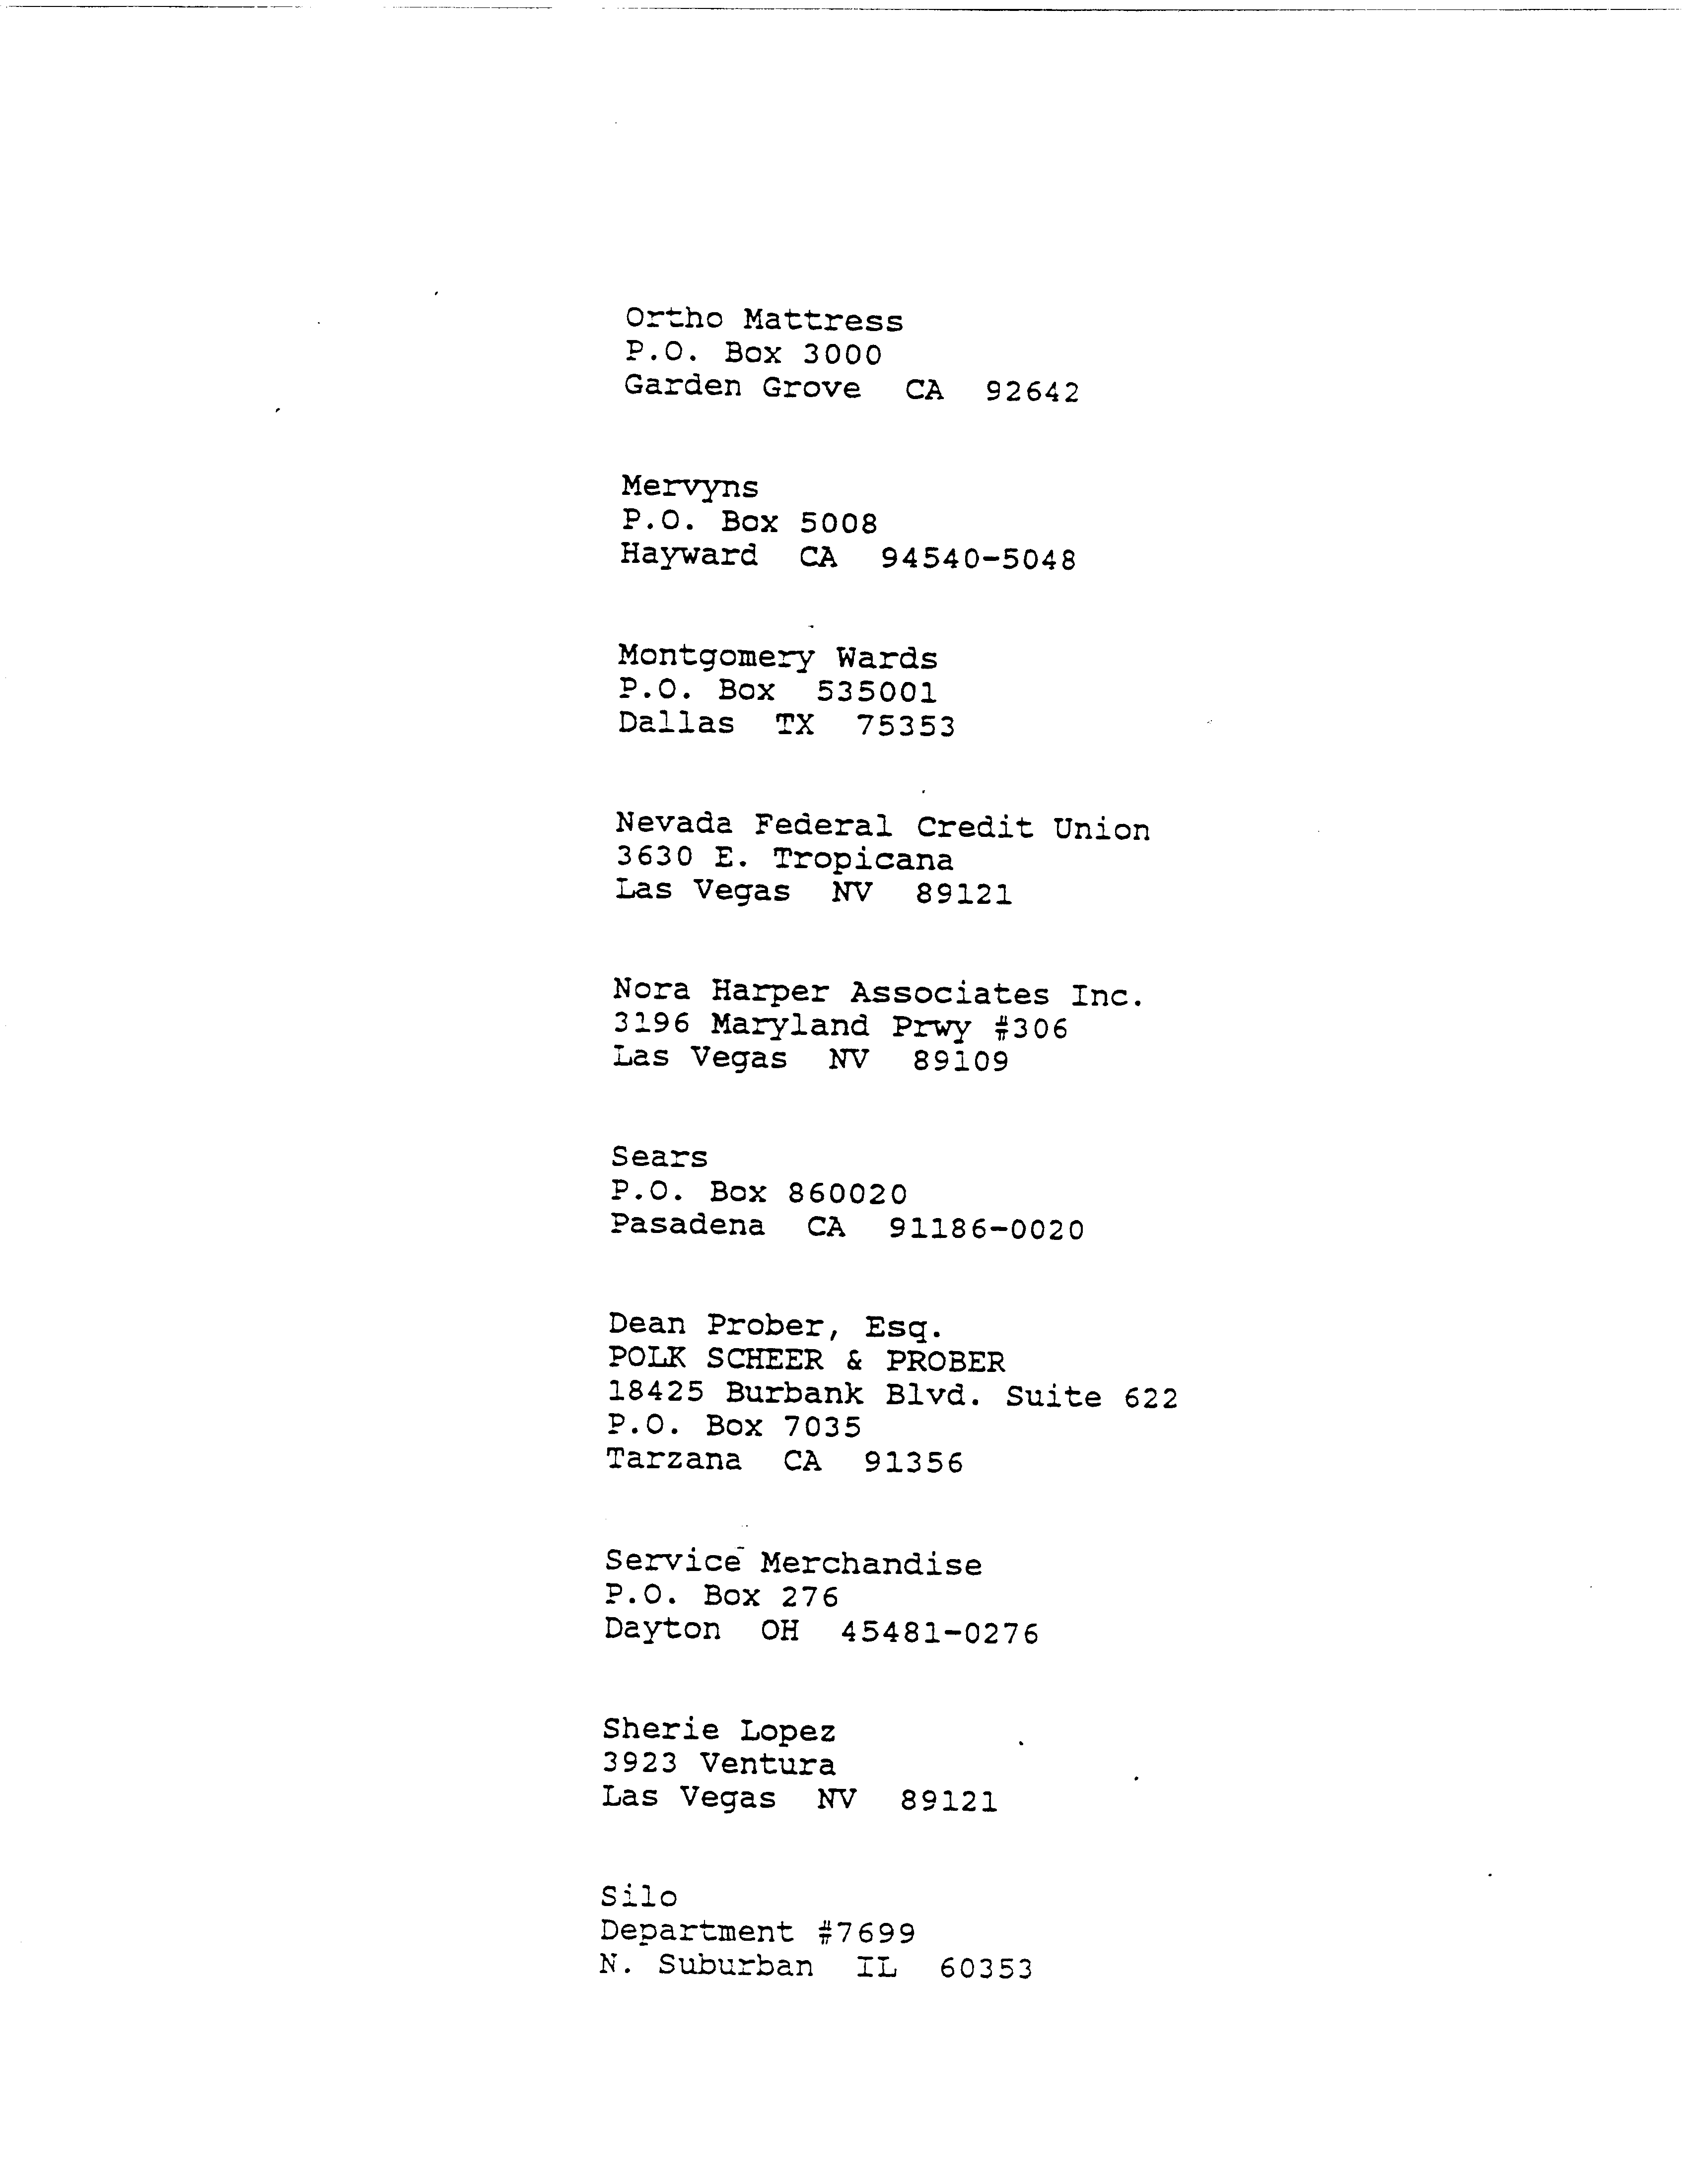 Ortho Mattress
P.O. Box 3000
Garden Grove CA 92642
Mervyns
P.O. Box 5008
Hayward CA 94540-5048
Montgomery Wards
P.O. Box 535001
Dallas TX 75353
Nevada Federal Credit Union
3630 E. Tropicana
Las Vegas NV 89121
Nora Harper Associates Inc.
3196 Maryland Prwy #306
Las Vegas NV 89109
Sears
P.O. Box 860020
Pasadena CA 91186-0020
Dean Prober, Esq.
POLK SCHEER & PROBER
18425 Burbank Blvd. Suite 622
P.O. Box 7035
Tarzana CA 91356
Service Merchandise
P.O. Box 276
Dayton OH 45481-0276
Sherie Lopez
3923 Ventura
Las Vegas NV 89121
Silo
Department #7699
N. Suburban IL 60353